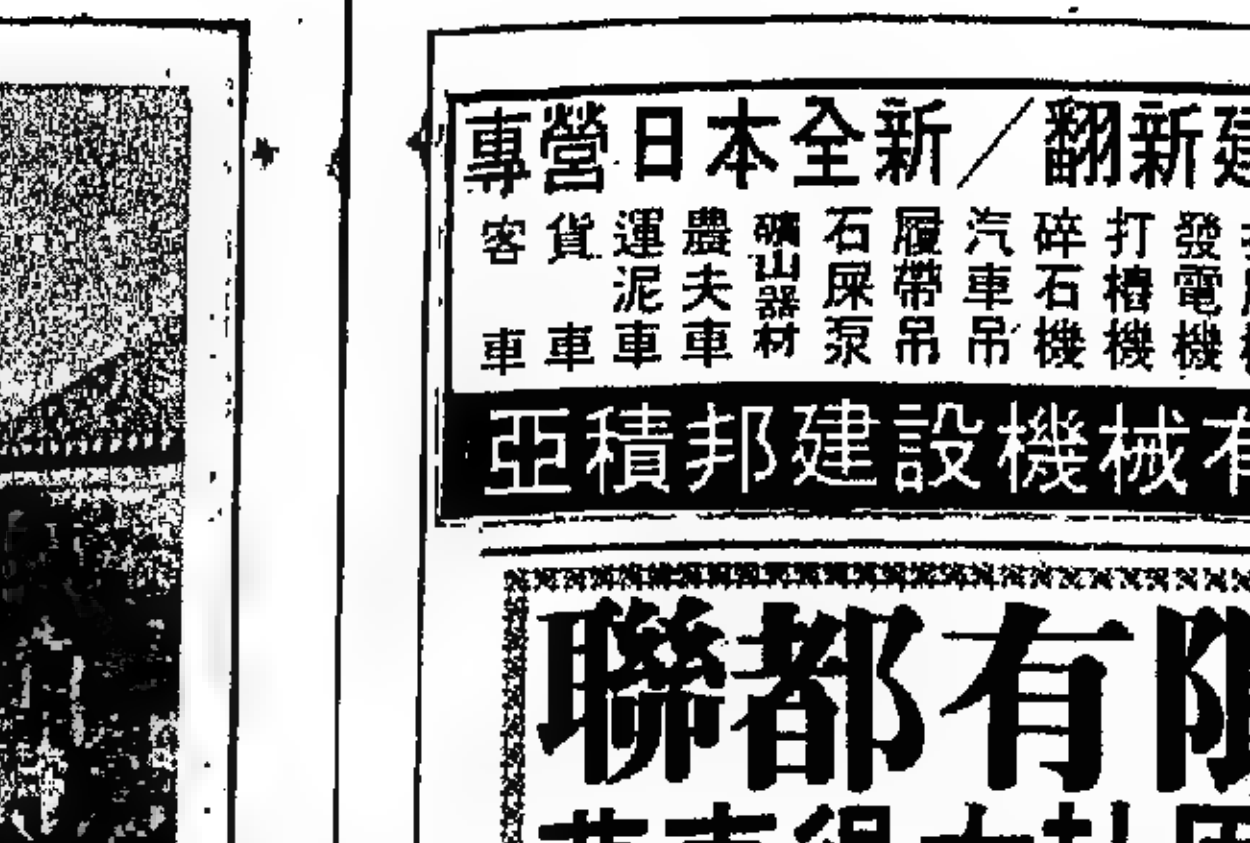 專營日本全新／翻新建
客車
貨車
運泥車
農夫車
礦山器材
石屎泵
履帶吊
汽車吊
碎石機
打樁機
發電機
亞積邦建設機械有
聯都有限